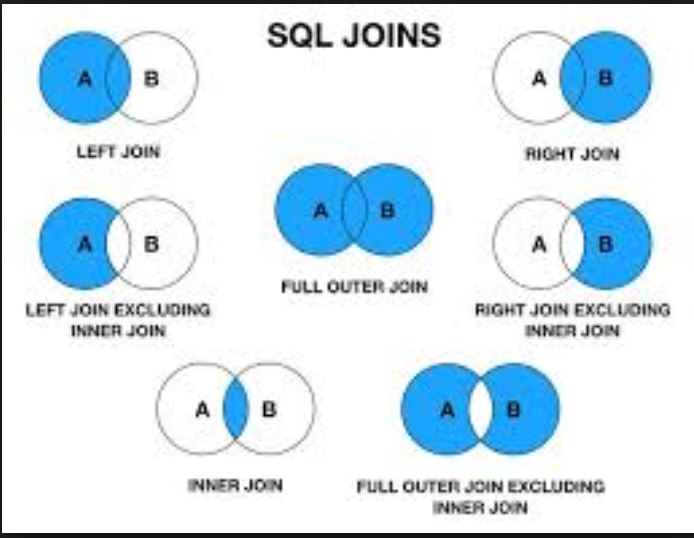 SQL JOINS
A B
LEFT JOIN
A B
RIGHT JOIN
A B
FULL OUTER JOIN
A B
LEFT JOIN EXCLUDING
INNER JOIN
A B
RIGHT JOIN EXCLUDING
INNER JOIN
A B
INNER JOIN
A B
FULL OUTER JOIN EXCLUDING
INNER JOIN